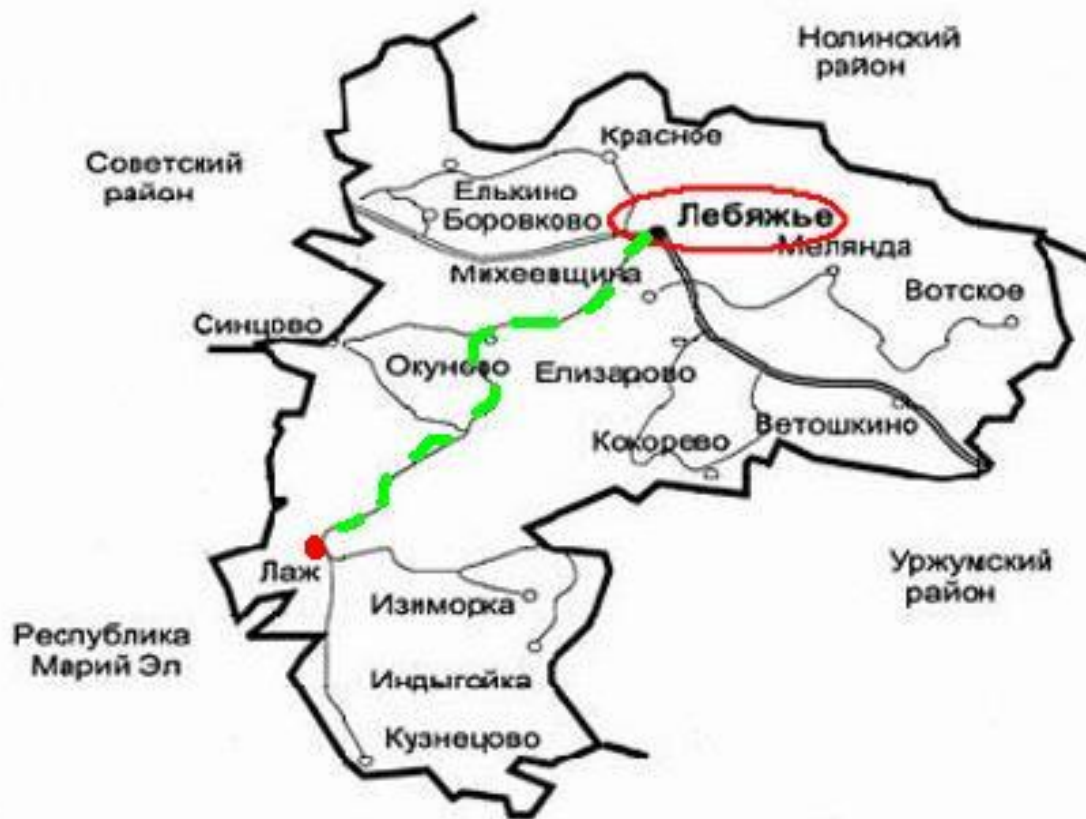 Нолинский
район
Красное
Советский
район
Елькино
Боровково
Лебяжье
Мелянда
Михеевщина
Вотское
Синцово
Окуново
Елизарово
Ветошкино
Кокорево
Лаж
Уржумский
район
Изиморка
Республика
Марий Эл
Индыгойка
Кузнецово